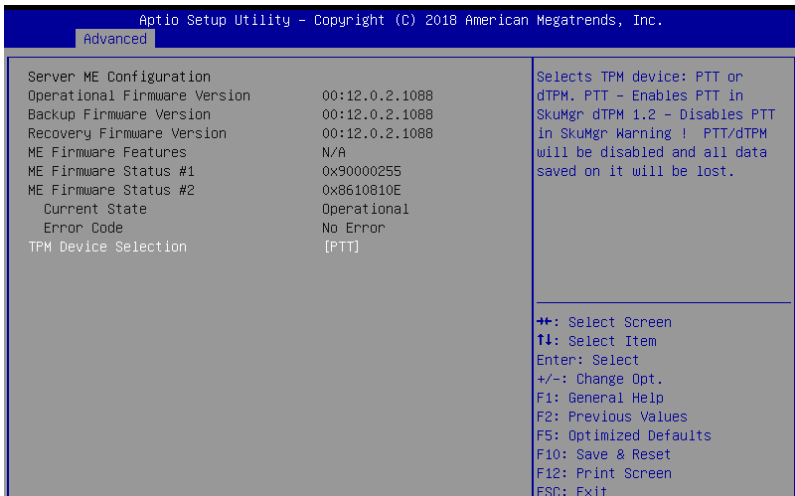 Aptio Setup Utility – Copyright (C) 2018 American Megatrends, Inc.
Advanced
Server ME Configuration
Operational Firmware Version 00:12.0.2.1088
Backup Firmware Version 00:12.0.2.1088
Recovery Firmware Version 00:12.0.2.1088
ME Firmware Features N/A
ME Firmware Status #1 0x90000255
ME Firmware Status #2 0x8610810E
Current State Operational
Error Code No Error
TPM Device Selection [PTT]
Selects TPM device: PTT or
dTPM. PTT – Enables PTT in
SkuMgr dTPM 1.2 – Disables PTT
in SkuMgr Warning ! PTT/dTPM
will be disabled and all data
saved on it will be lost.
→←: Select Screen
↑↓: Select Item
Enter: Select
+/-: Change Opt.
F1: General Help
F2: Previous Values
F5: Optimized Defaults
F10: Save & Reset
F12: Print Screen
ESC: Exit